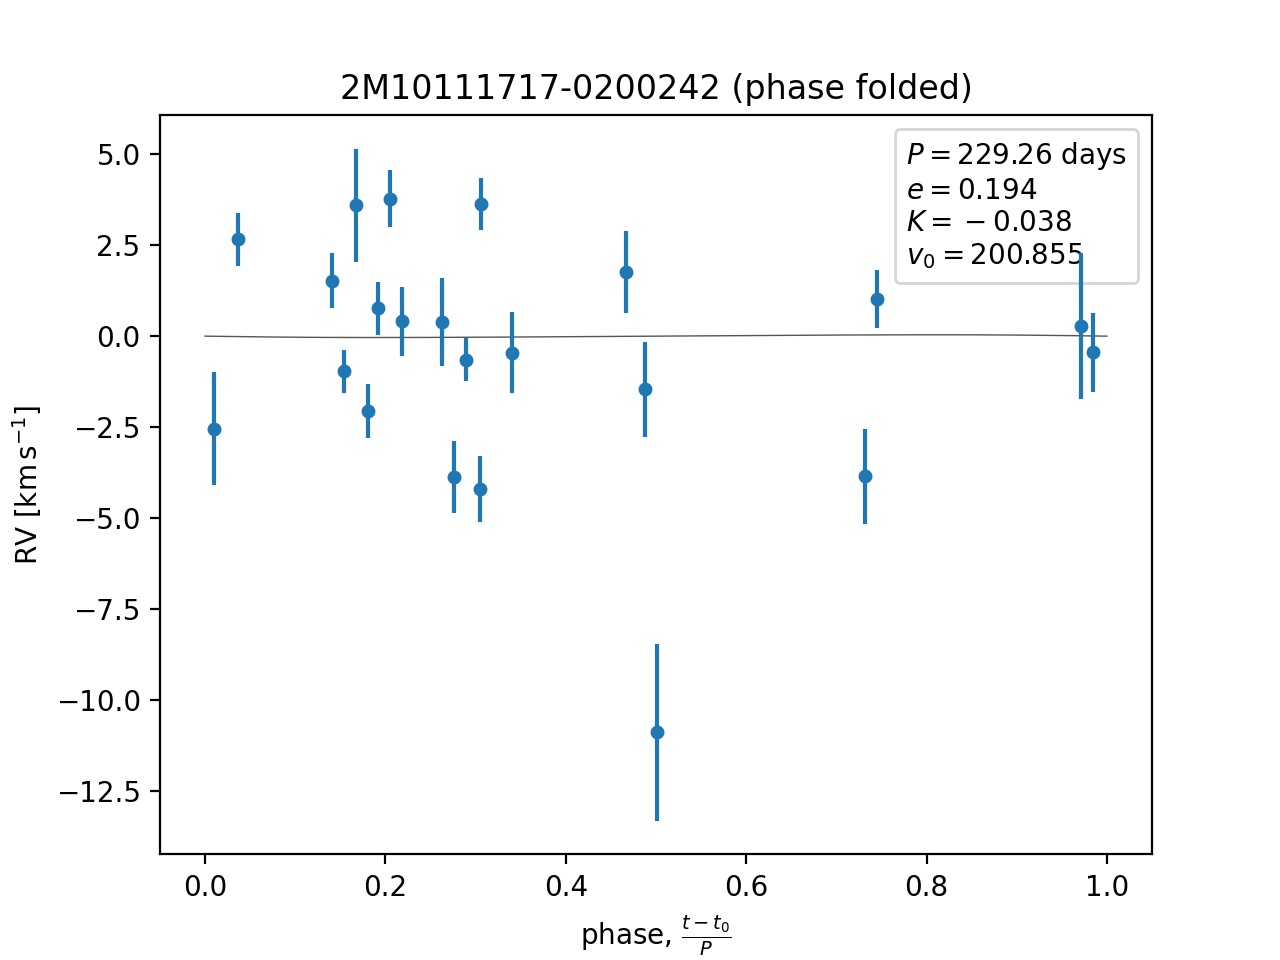 2M10111717-0200242 (phase folded)
P = 229.26 days
e = 0.194
K = −0.038
v₀ = 200.855
5.0
2.5
0.0
−2.5
−5.0
−7.5
−10.0
−12.5
RV [km s⁻¹]
0.0 0.2 0.4 0.6 0.8 1.0
phase, (t − t₀)/P